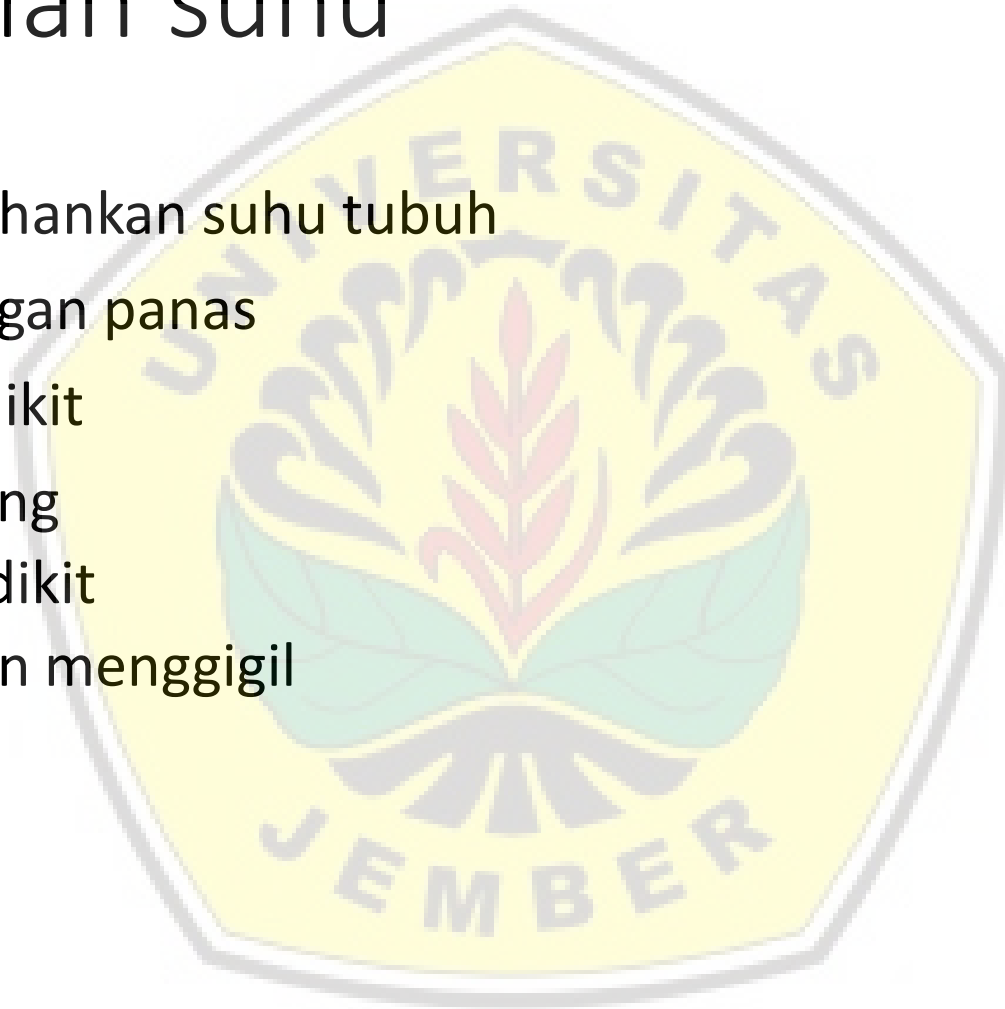 lan suhu
hankan suhu tubuh
gan panas
ikit
ng
dikit
n menggigil
UNIVERSITAS
JEMBER